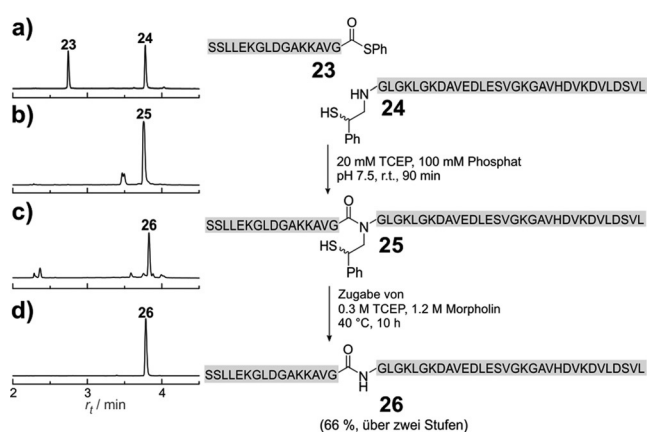 a)
23
24
b)
25
c)
26
d)
26
2
3
4
rt / min
O
SSLLEKGLDGAKKAVG
SPh
23
GLGKLGKDAVEDLESVGKGAVHDVKDVLDSVL
HN
HS
Ph
24
20 mM TCEP, 100 mM Phosphat
pH 7.5, r.t., 90 min
O
SSLLEKGLDGAKKAVG
N
GLGKLGKDAVEDLESVGKGAVHDVKDVLDSVL
HS
Ph
25
Zugabe von
0.3 M TCEP, 1.2 M Morpholin
40 °C, 10 h
O
SSLLEKGLDGAKKAVG
N
H
GLGKLGKDAVEDLESVGKGAVHDVKDVLDSVL
26
(66 %, über zwei Stufen)